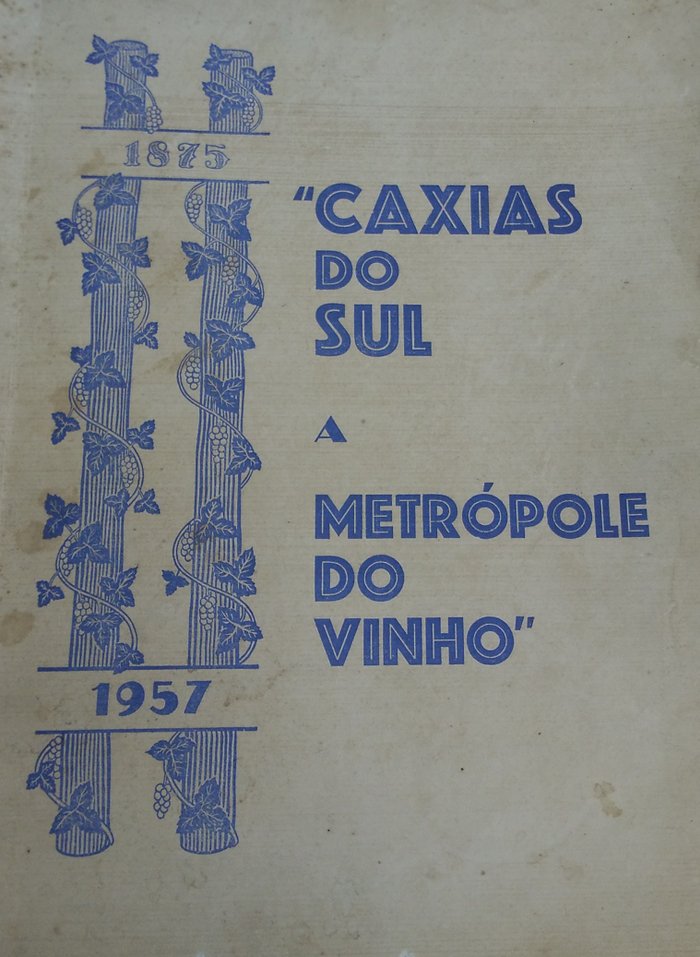 1875
"CAXIAS
DO
SUL
A
METRÓPOLE
DO
VINHO"
1957